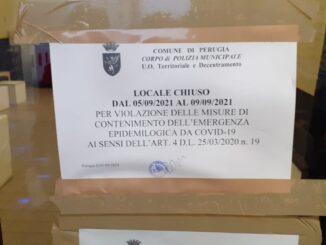 COMUNE DI PERUGIA
CORPO di POLIZIA MUNICIPALE
U.O. Territoriale e Decentramento
LOCALE CHIUSO
DAL 05/09/2021 AL 09/09/2021
PER VIOLAZIONE DELLE MISURE DI
CONTENIMENTO DELL'EMERGENZA
EPIDEMILOGICA DA COVID-19
AI SENSI DELL'ART. 4 D.L. 25/03/2020 n. 19
Perugia